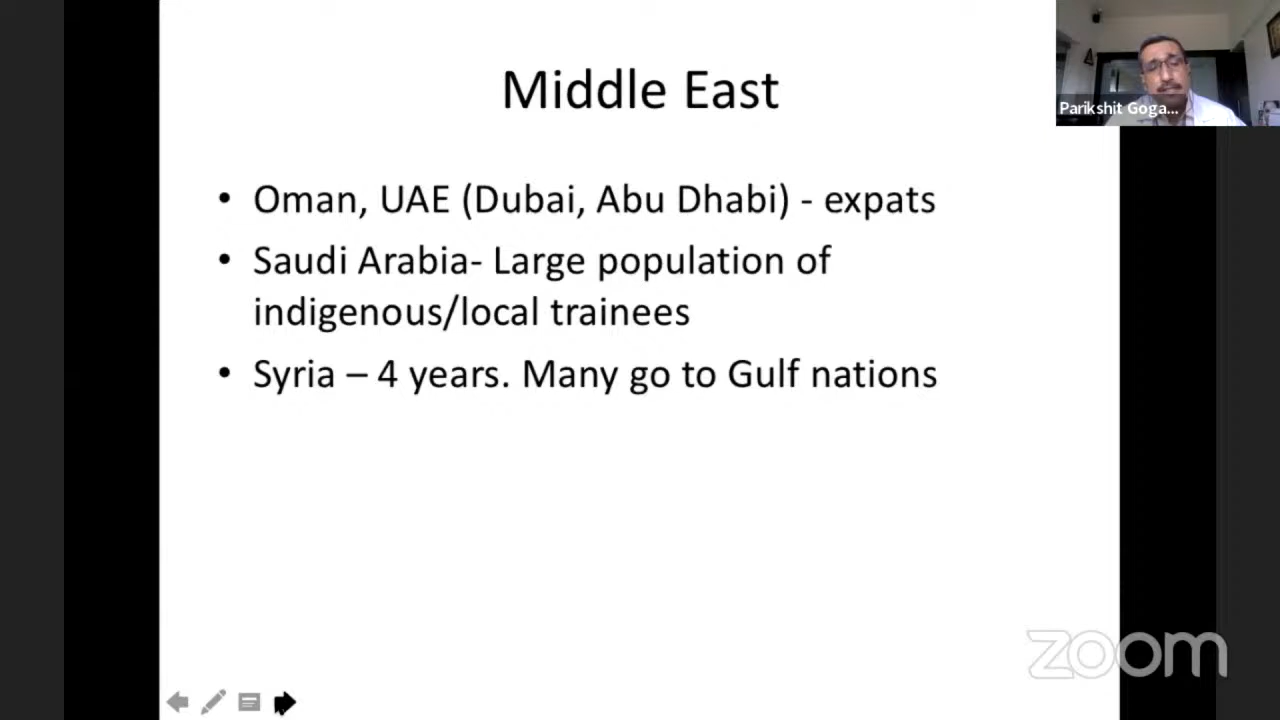 Middle East
Parikshit Goga...
• Oman, UAE (Dubai, Abu Dhabi) - expats
• Saudi Arabia- Large population of
indigenous/local trainees
• Syria – 4 years. Many go to Gulf nations
zoom